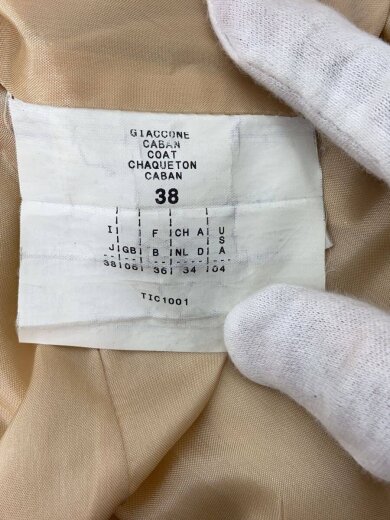 GIACCONE
CABAN
COAT
CHAQUETON
CABAN
38
I F CH A U
S
J GB B NL D A
38 06 36 34 04
TIC1001